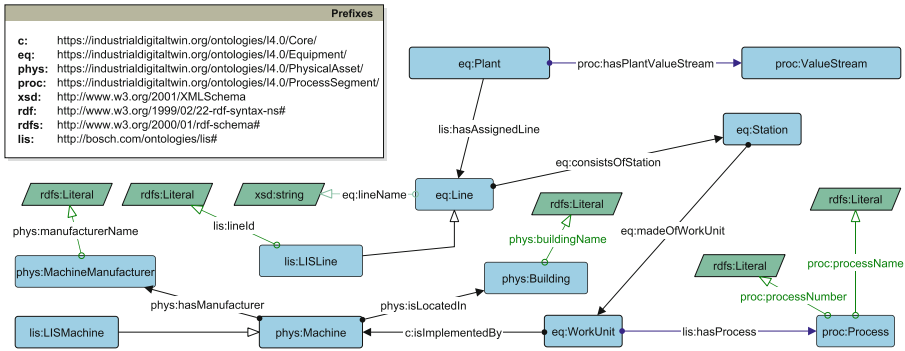 Prefixes
c: https://industrialdigitaltwin.org/ontologies/I4.0/Core/
eq: https://industrialdigitaltwin.org/ontologies/I4.0/Equipment/
phys: https://industrialdigitaltwin.org/ontologies/I4.0/PhysicalAsset/
proc: https://industrialdigitaltwin.org/ontologies/I4.0/ProcessSegment/
xsd: http://www.w3.org/2001/XMLSchema
rdf: http://www.w3.org/1999/02/22-rdf-syntax-ns#
rdfs: http://www.w3.org/2000/01/rdf-schema#
lis: http://bosch.com/ontologies/lis#
eq:Plant
proc:hasPlantValueStream
proc:ValueStream
lis:hasAssignedLine
eq:Station
eq:consistsOfStation
rdfs:Literal
rdfs:Literal
xsd:string
eq:lineName
eq:Line
rdfs:Literal
rdfs:Literal
phys:manufacturerName
lis:lineId
phys:buildingName
eq:madeOfWorkUnit
lis:LISLine
phys:MachineManufacturer
phys:Building
rdfs:Literal
proc:processName
phys:hasManufacturer
phys:isLocatedIn
proc:processNumber
lis:LISMachine
phys:Machine
c:isImplementedBy
eq:WorkUnit
lis:hasProcess
proc:Process